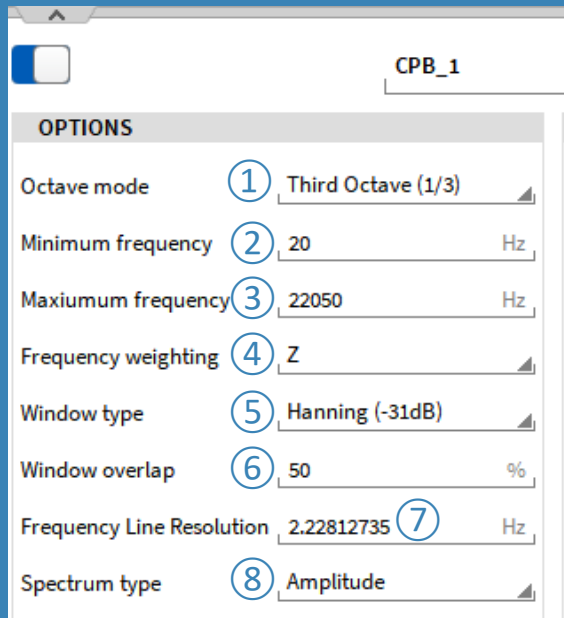 CPB_1
OPTIONS
Octave mode ① Third Octave (1/3)
Minimum frequency ② 20 Hz
Maxiumum frequency ③ 22050 Hz
Frequency weighting ④ Z
Window type ⑤ Hanning (-31dB)
Window overlap ⑥ 50 %
Frequency Line Resolution 2.22812735 ⑦ Hz
Spectrum type ⑧ Amplitude